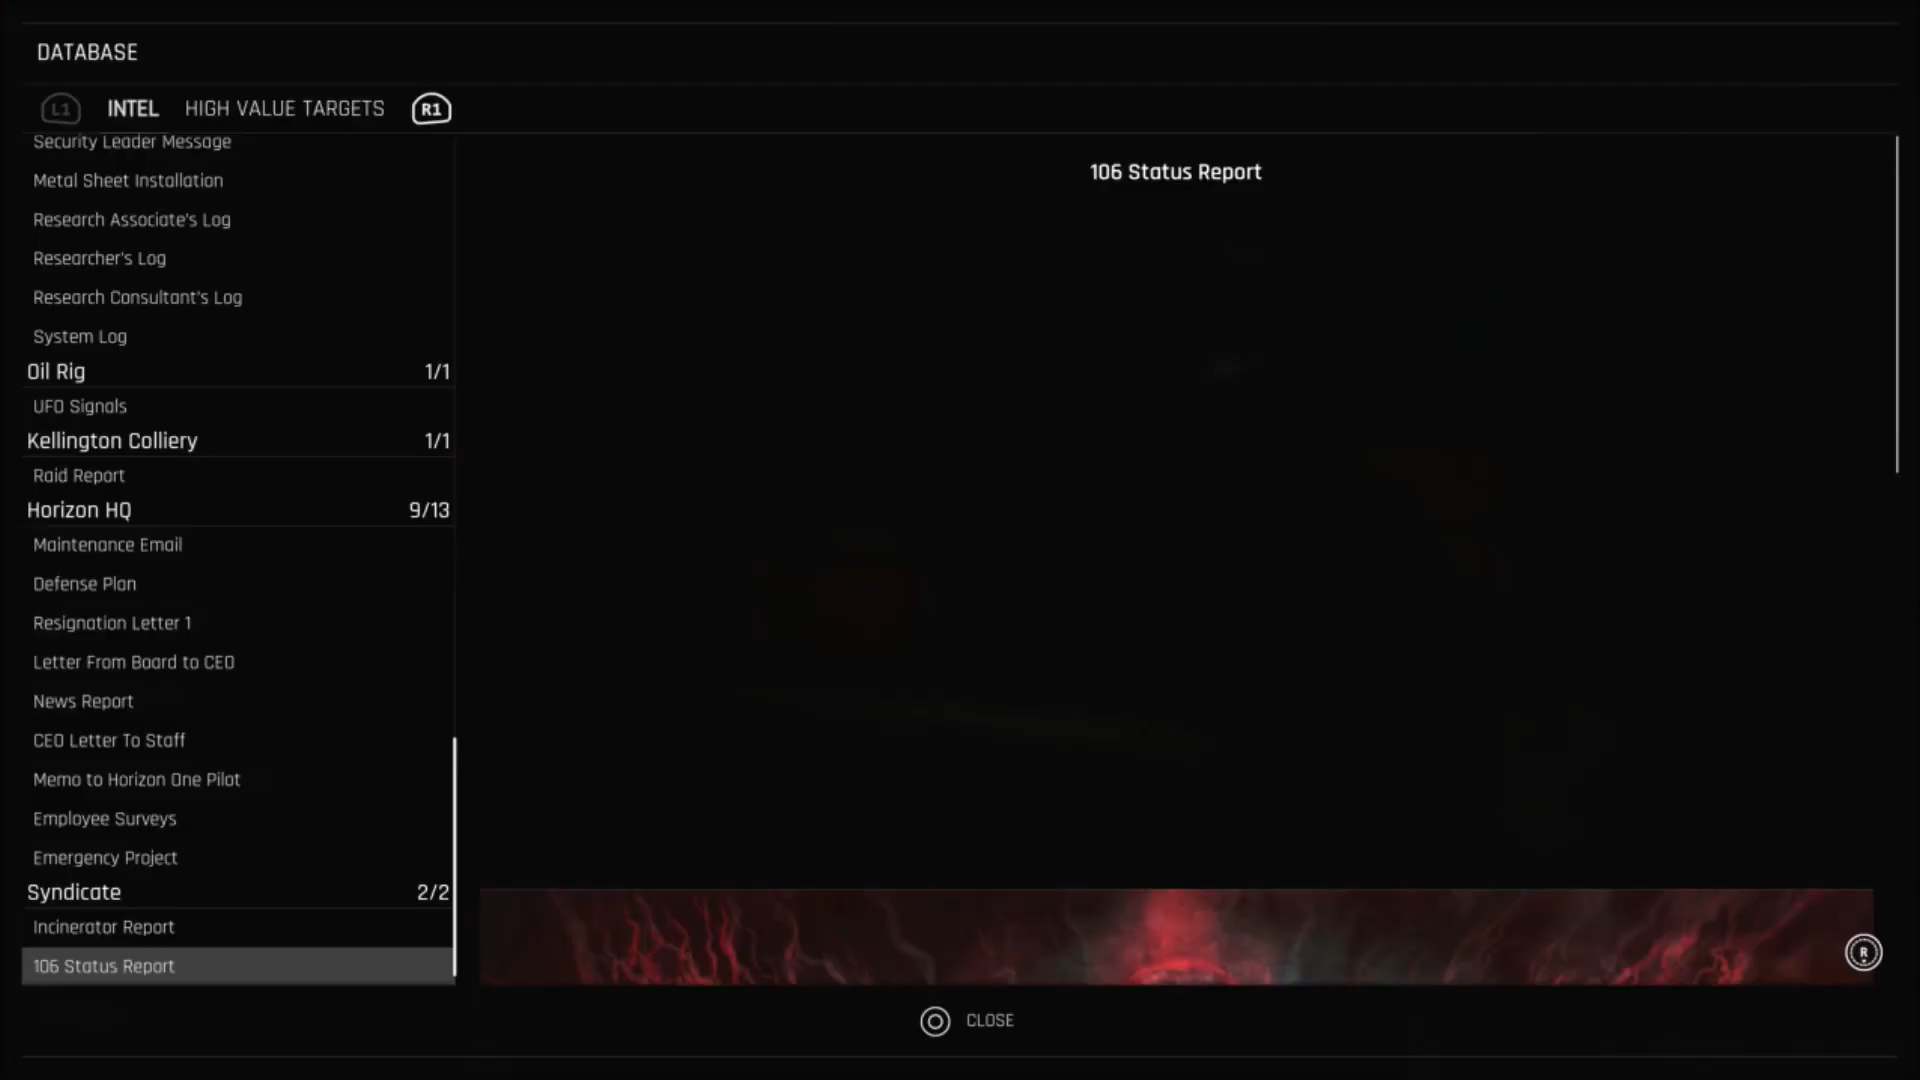 DATABASE
L1 INTEL HIGH VALUE TARGETS R1
Security Leader Message
Metal Sheet Installation
Research Associate's Log
Researcher's Log
Research Consultant's Log
System Log
Oil Rig 1/1
UFO Signals
Kellington Colliery 1/1
Raid Report
Horizon HQ 9/13
Maintenance Email
Defense Plan
Resignation Letter 1
Letter From Board to CEO
News Report
CEO Letter To Staff
Memo to Horizon One Pilot
Employee Surveys
Emergency Project
Syndicate 2/2
Incinerator Report
106 Status Report
106 Status Report
R
CLOSE